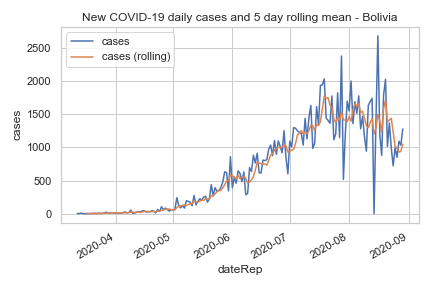 New COVID-19 daily cases and 5 day rolling mean - Bolivia
cases
cases (rolling)
2500
2000
1500
1000
500
0
cases
2020-04
2020-05
2020-06
2020-07
2020-08
2020-09
dateRep